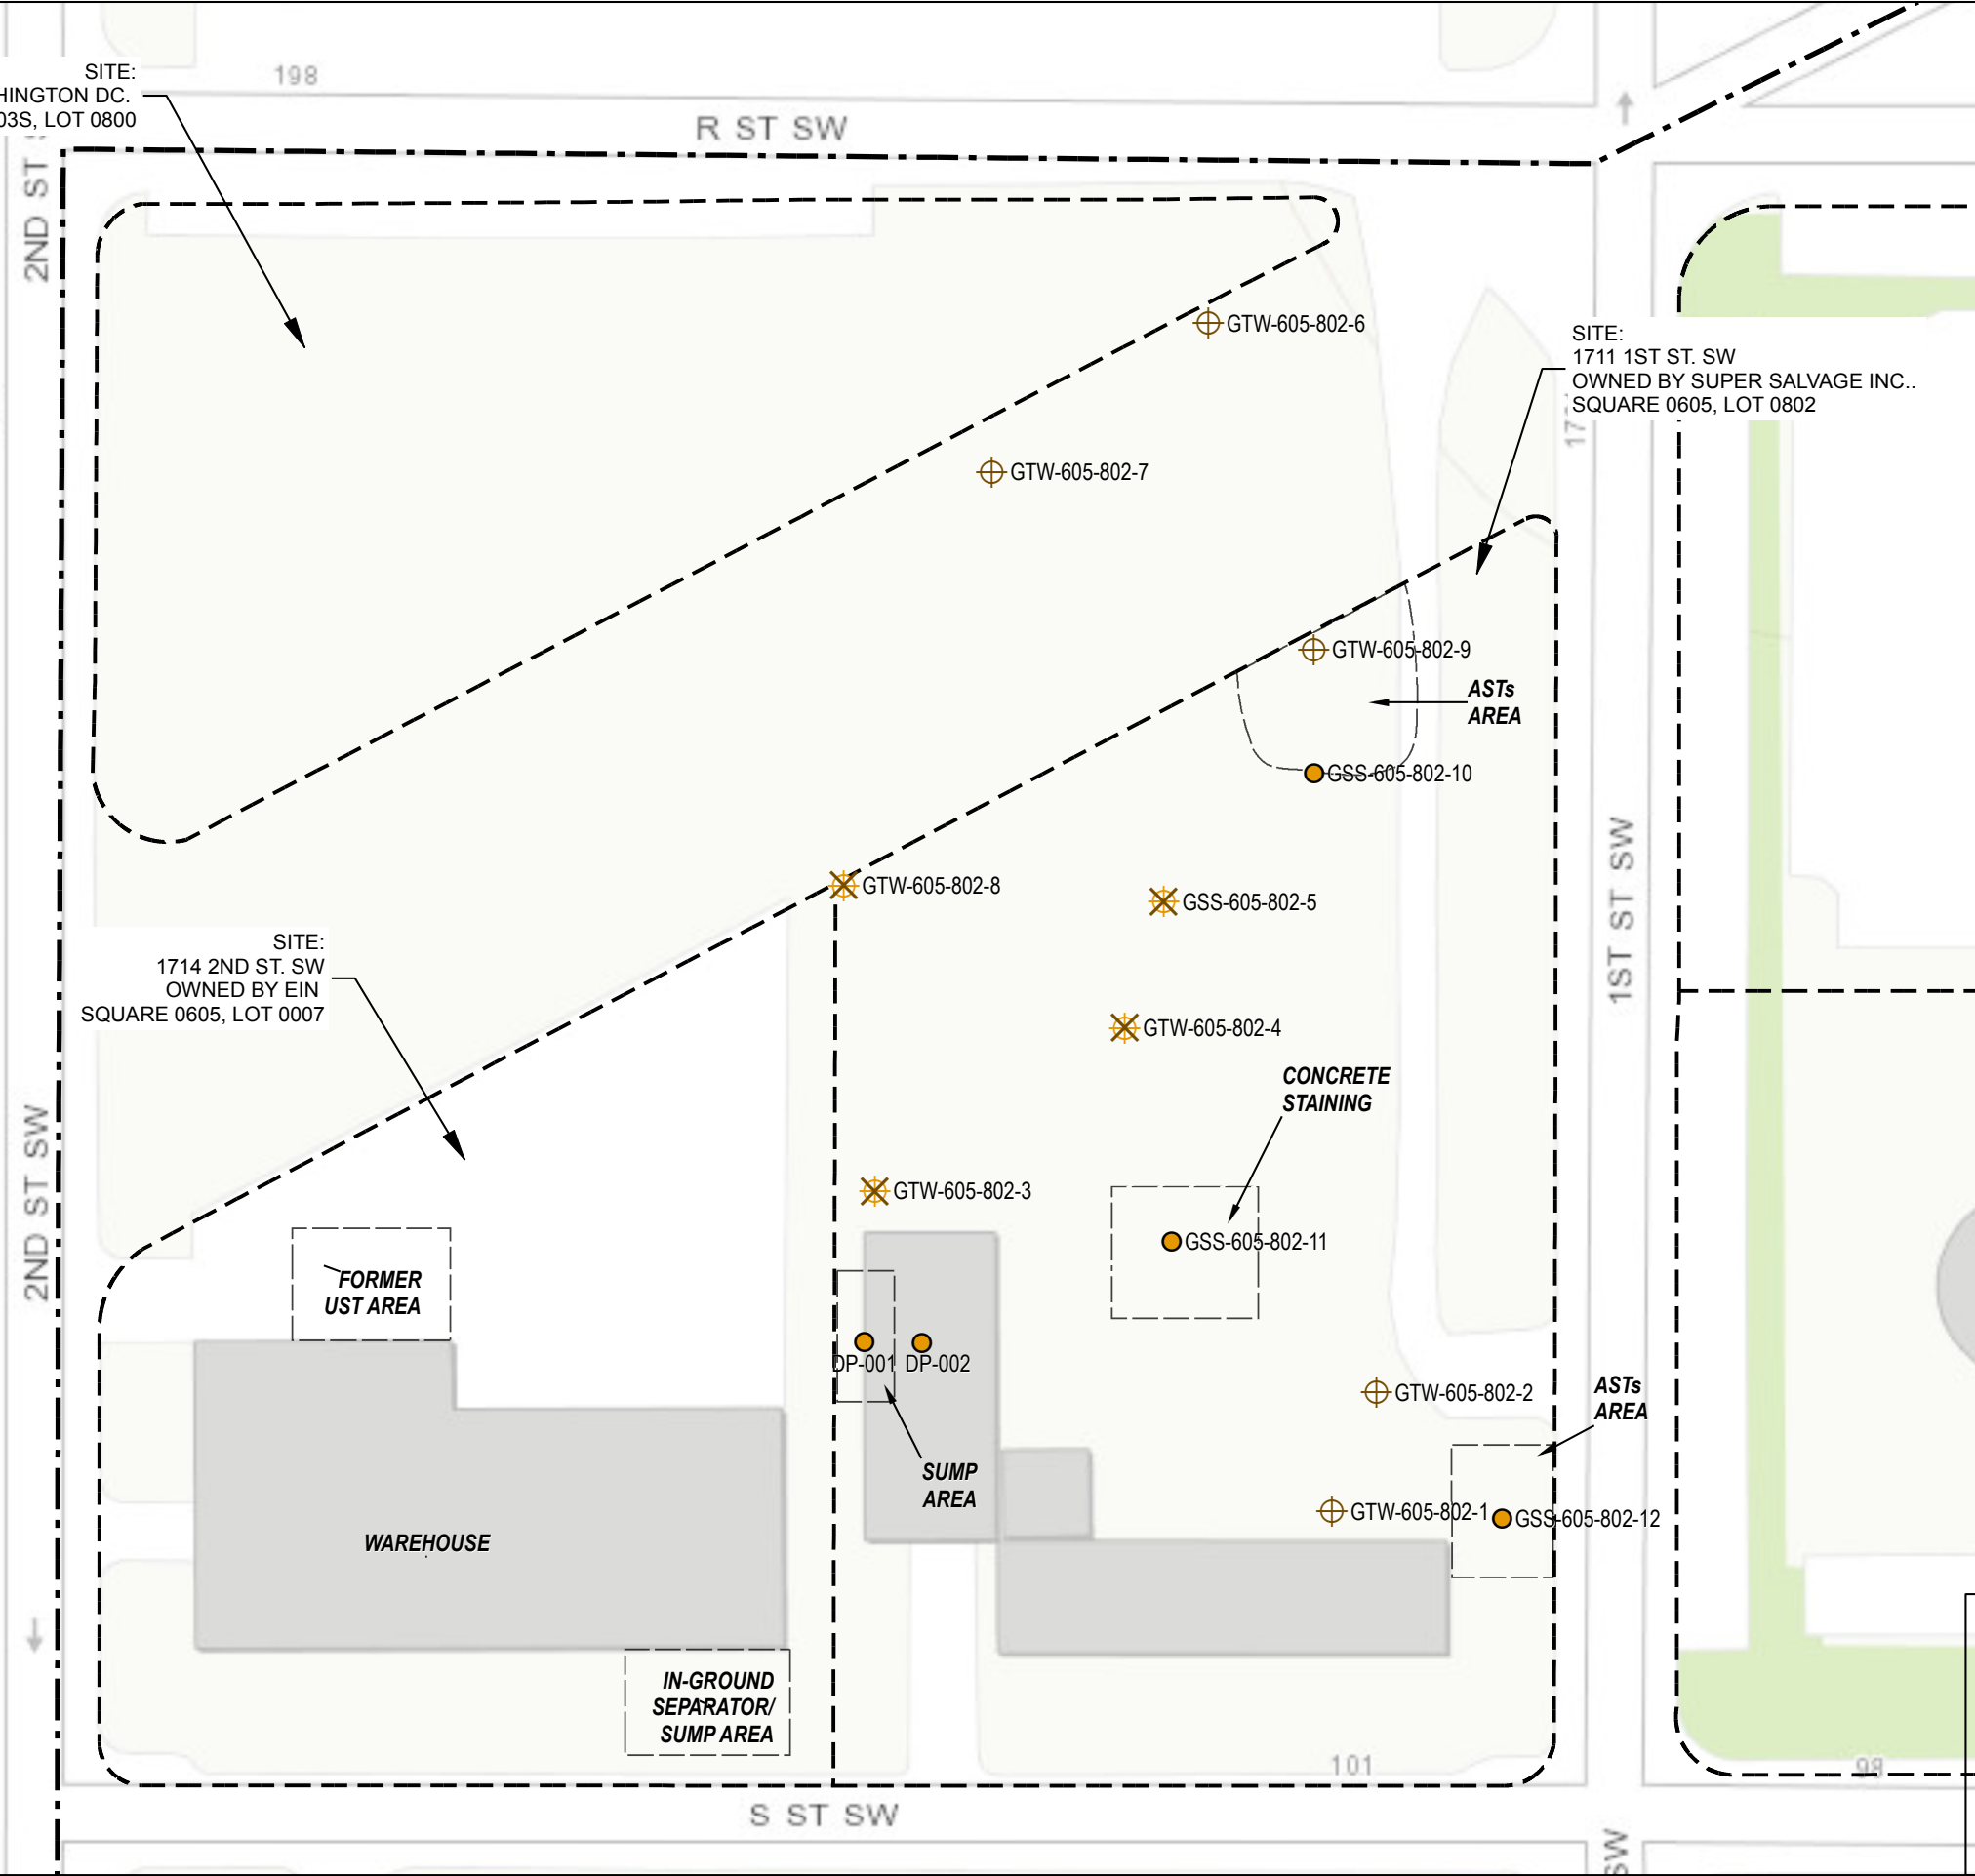 198
SITE:
HINGTON DC.
03S, LOT 0800
R ST SW
2ND ST
GTW-605-802-6
SITE:
1711 1ST ST. SW
OWNED BY SUPER SALVAGE INC..
SQUARE 0605, LOT 0802
GTW-605-802-7
GTW-605-802-9
ASTs
AREA
GSS-605-802-10
GTW-605-802-8
GSS-605-802-5
1ST ST SW
SITE:
1714 2ND ST. SW
OWNED BY EIN
SQUARE 0605, LOT 0007
GTW-605-802-4
CONCRETE
STAINING
2ND ST SW
GTW-605-802-3
GSS-605-802-11
FORMER
UST AREA
DP-001
DP-002
GTW-605-802-2
ASTs
AREA
SUMP
AREA
GTW-605-802-1
GSS-605-802-12
WAREHOUSE
IN-GROUND
SEPARATOR/
SUMP AREA
101
98
S ST SW
SW